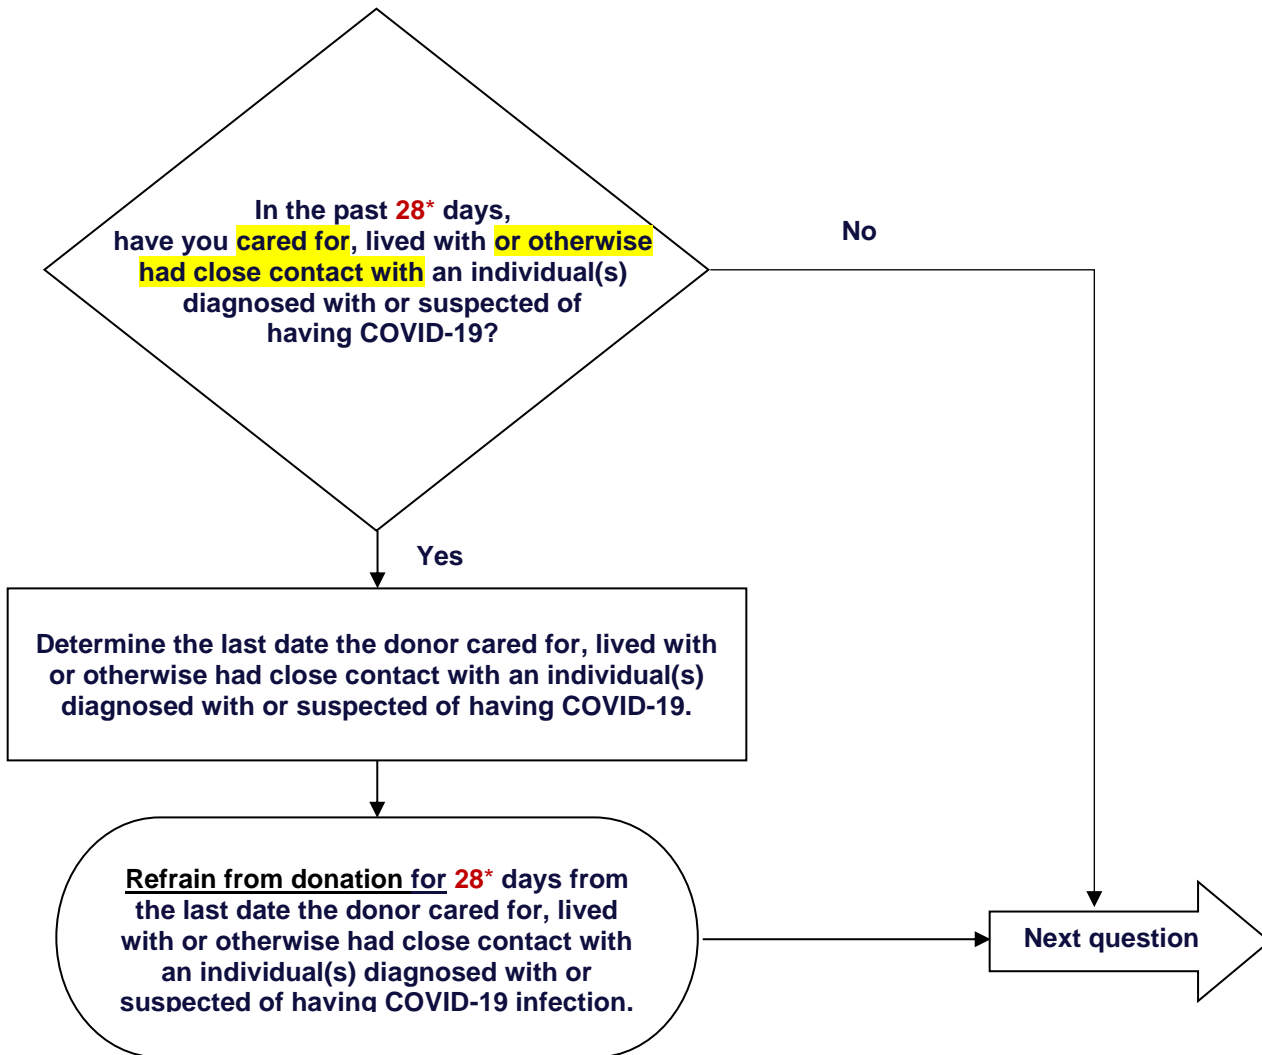 In the past 28* days,
have you cared for, lived with or otherwise
had close contact with an individual(s)
diagnosed with or suspected of
having COVID-19?
No
Yes
Determine the last date the donor cared for, lived with
or otherwise had close contact with an individual(s)
diagnosed with or suspected of having COVID-19.
Refrain from donation for 28* days from
the last date the donor cared for, lived
with or otherwise had close contact with
an individual(s) diagnosed with or
suspected of having COVID-19 infection.
Next question